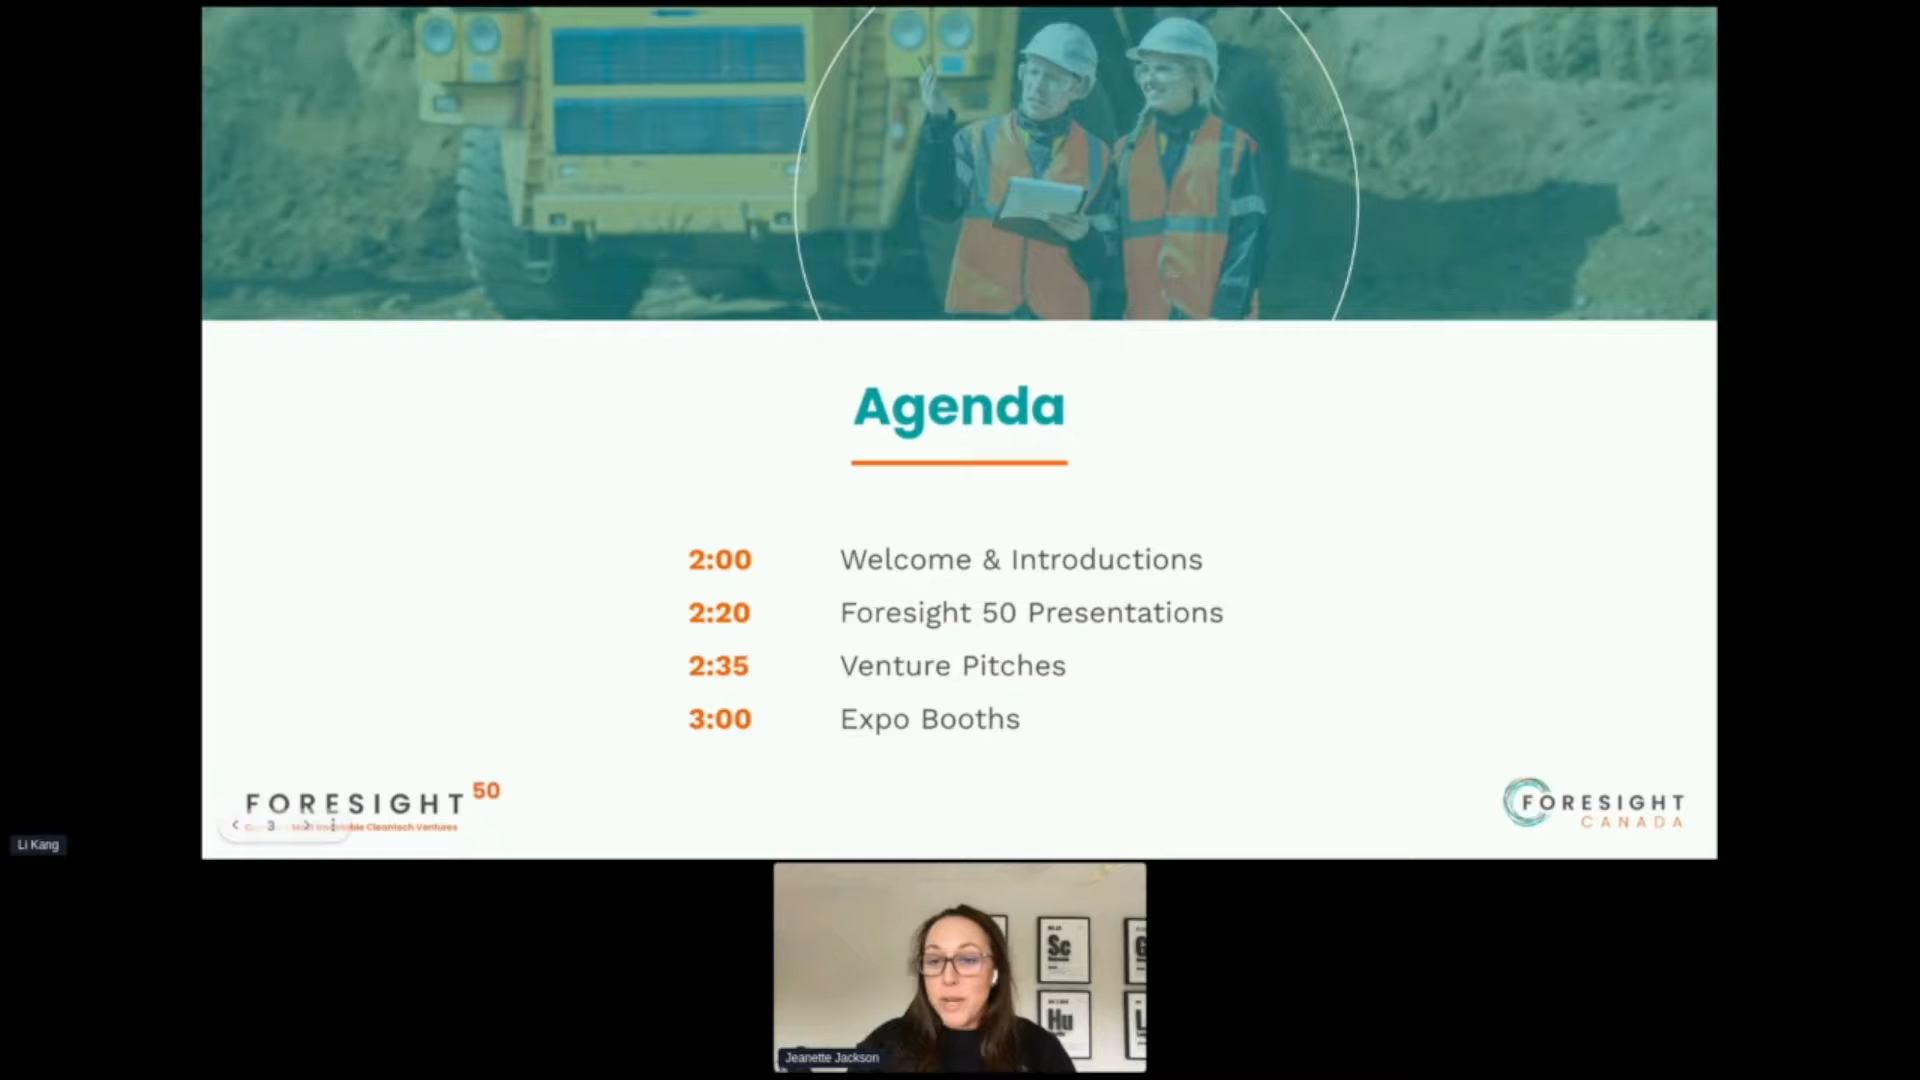 Agenda
2:00 Welcome & Introductions
2:20 Foresight 50 Presentations
2:35 Venture Pitches
3:00 Expo Booths
FORESIGHT 50
3
Cleantech Ventures
FORESIGHT
CANADA
Li Kang
Sc
Hu
Jeanette Jackson